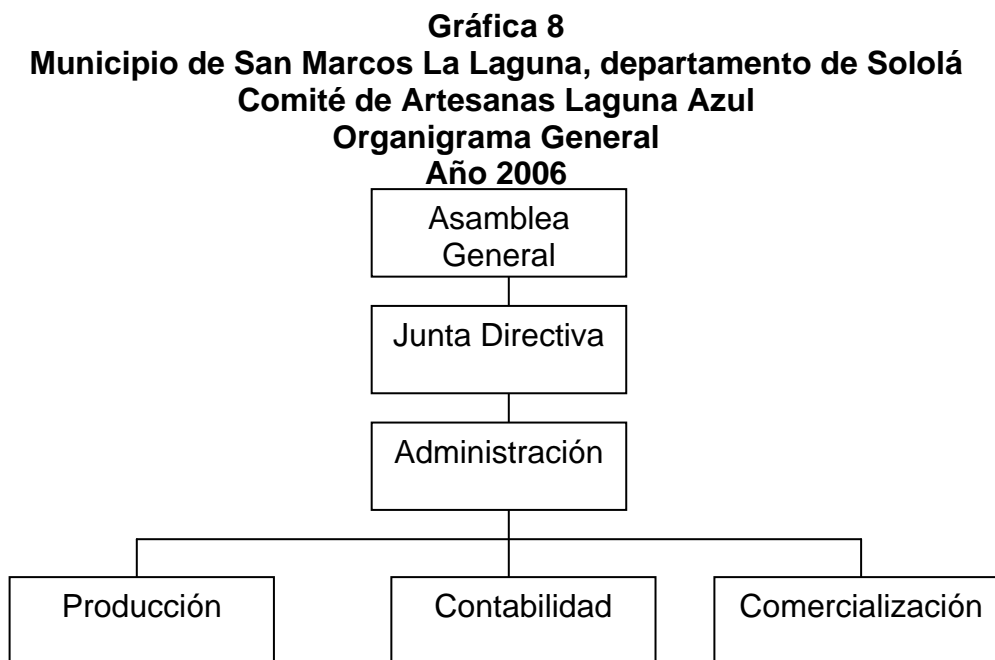 Gráfica 8
Municipio de San Marcos La Laguna, departamento de Sololá
Comité de Artesanas Laguna Azul
Organigrama General
Año 2006
Asamblea
General
Junta Directiva
Administración
Producción
Contabilidad
Comercialización